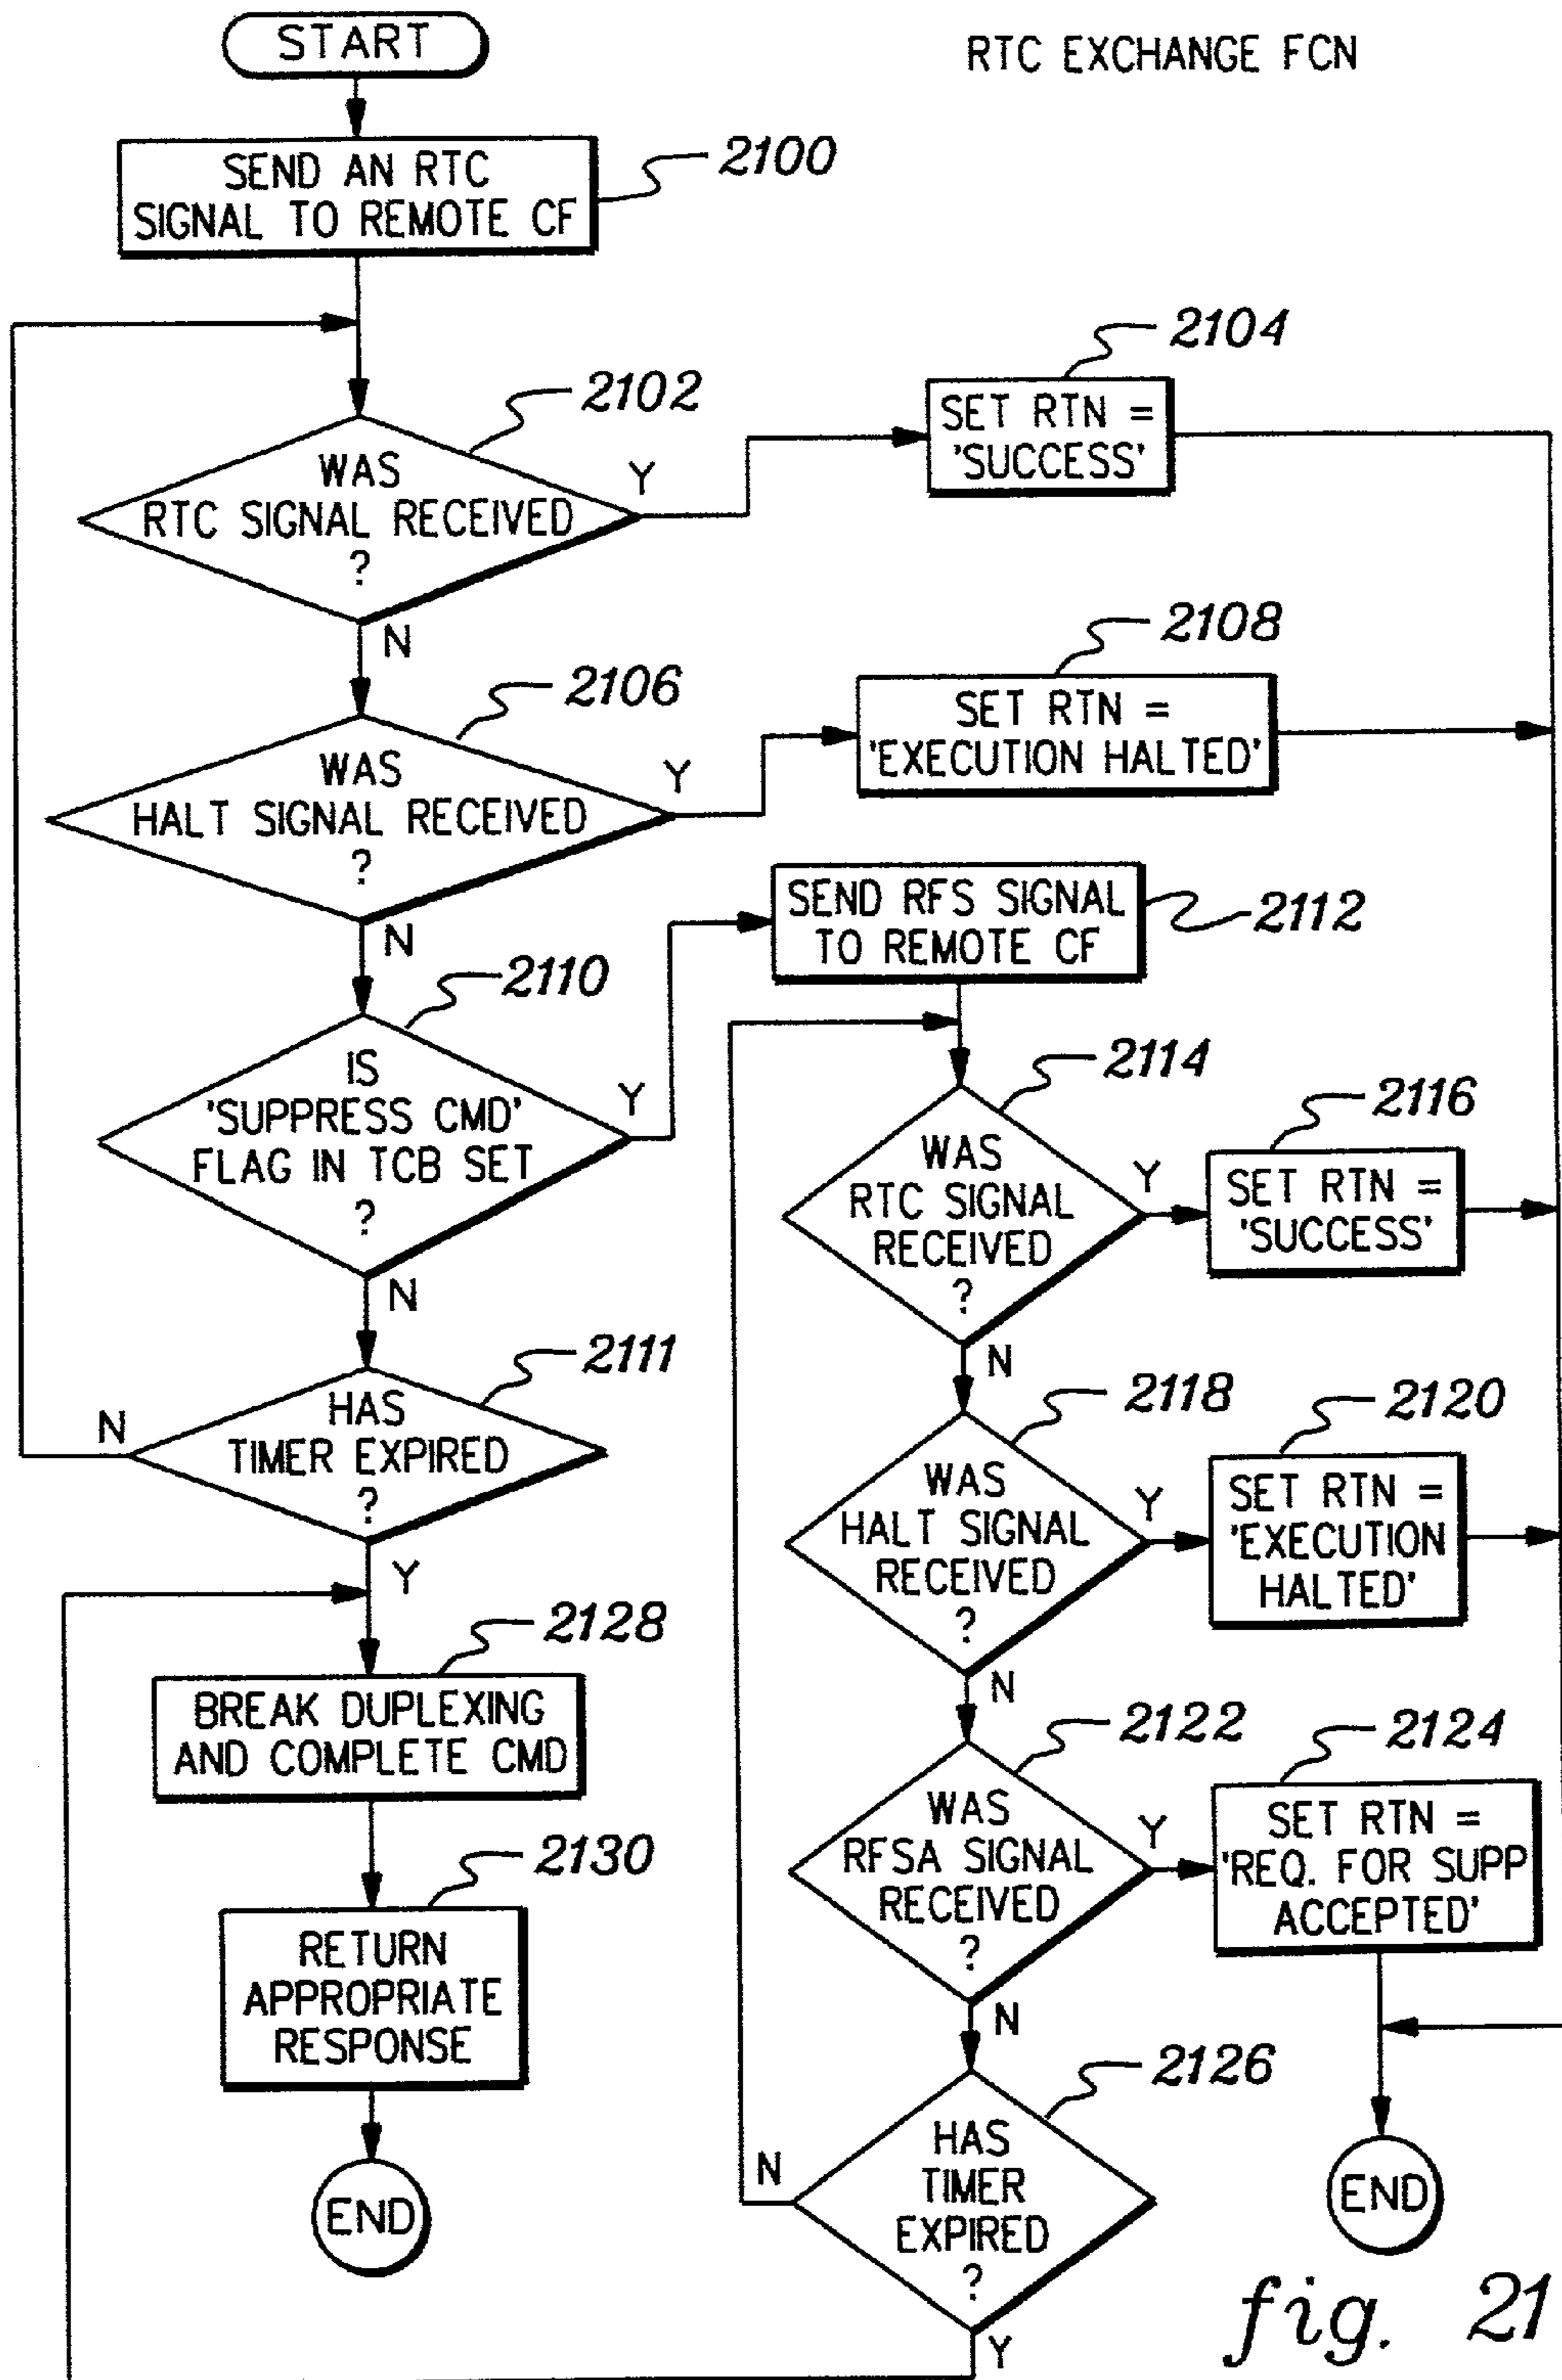 START
RTC EXCHANGE FCN
SEND AN RTC
SIGNAL TO REMOTE CF
2100
2102
WAS
RTC SIGNAL RECEIVED
?
Y
N
2104
SET RTN =
'SUCCESS'
2106
WAS
HALT SIGNAL RECEIVED
?
Y
N
2108
SET RTN =
'EXECUTION HALTED'
2110
IS
'SUPPRESS CMD'
FLAG IN TCB SET
?
Y
N
2112
SEND RFS SIGNAL
TO REMOTE CF
2111
HAS
TIMER EXPIRED
?
N
Y
2114
WAS
RTC SIGNAL
RECEIVED
?
Y
N
2116
SET RTN =
'SUCCESS'
2118
WAS
HALT SIGNAL
RECEIVED
?
Y
N
2120
SET RTN =
'EXECUTION
HALTED'
2122
WAS
RFSA SIGNAL
RECEIVED
?
Y
N
2124
SET RTN =
'REQ. FOR SUPP
ACCEPTED'
2126
HAS
TIMER
EXPIRED
?
N
Y
2128
BREAK DUPLEXING
AND COMPLETE CMD
2130
RETURN
APPROPRIATE
RESPONSE
END
END
fig. 21